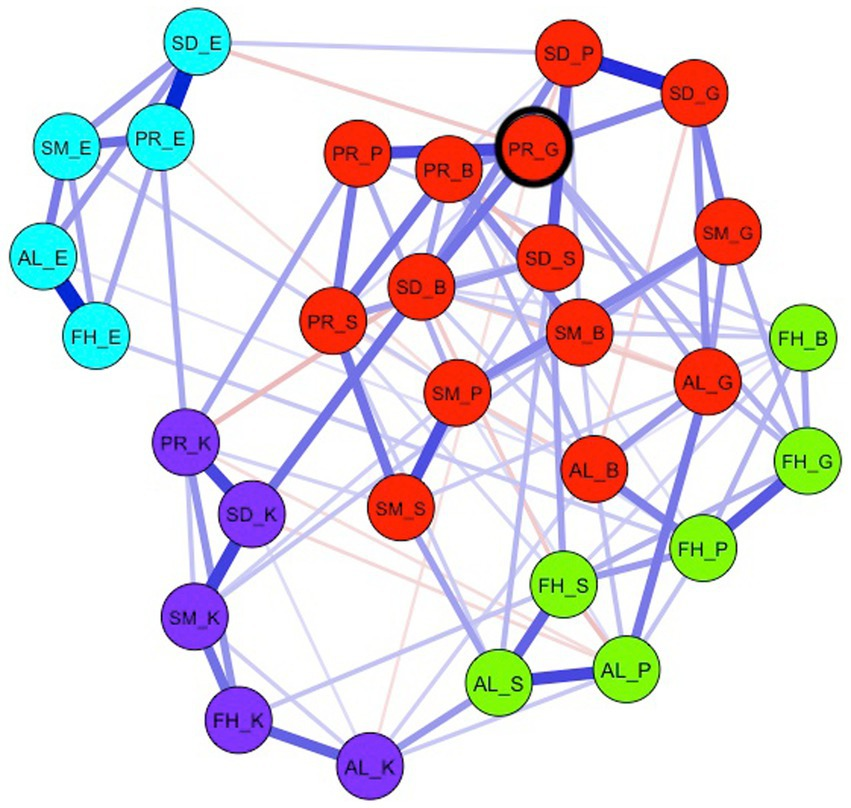 SD_E
SD_P
SD_G
SM_E
PR_E
PR_P
PR_B
PR_G
AL_E
SM_G
SD_S
SD_B
FH_E
PR_S
SM_B
FH_B
SM_P
AL_G
PR_K
AL_B
FH_G
SD_K
SM_S
FH_P
FH_S
SM_K
AL_S
AL_P
FH_K
AL_K